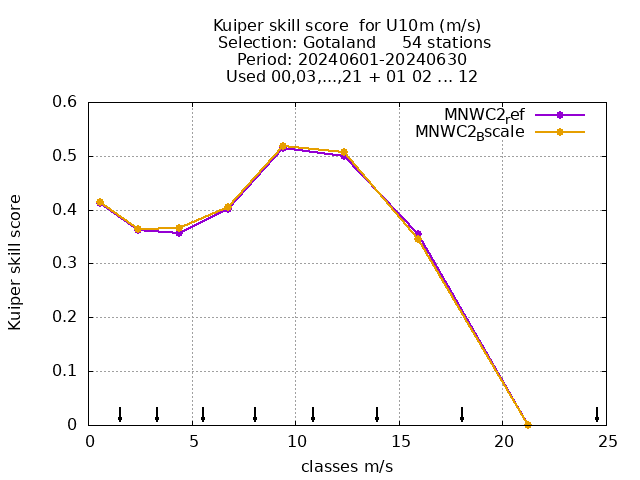 Kuiper skill score  for U10m (m/s)
Selection: Gotaland     54 stations
Period: 20240601-20240630
Used 00,03,...,21 + 01 02 ... 12
MNWC2ref
MNWC2Bscale
Kuiper skill score
0.6
0.5
0.4
0.3
0.2
0.1
0
0 5 10 15 20 25
classes m/s